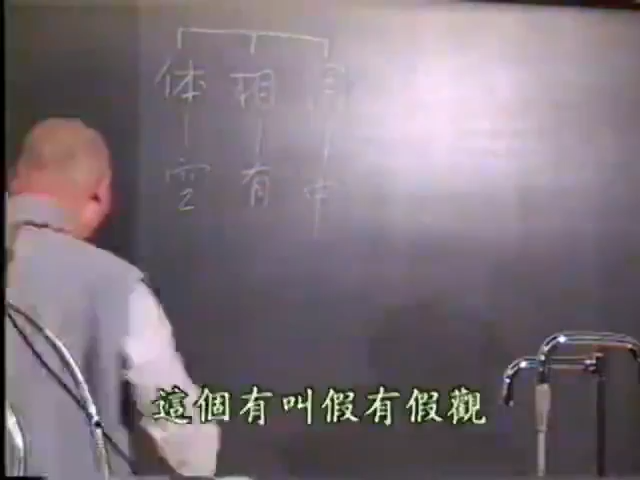 体 相 用
空 有 中
這個有叫假有假觀